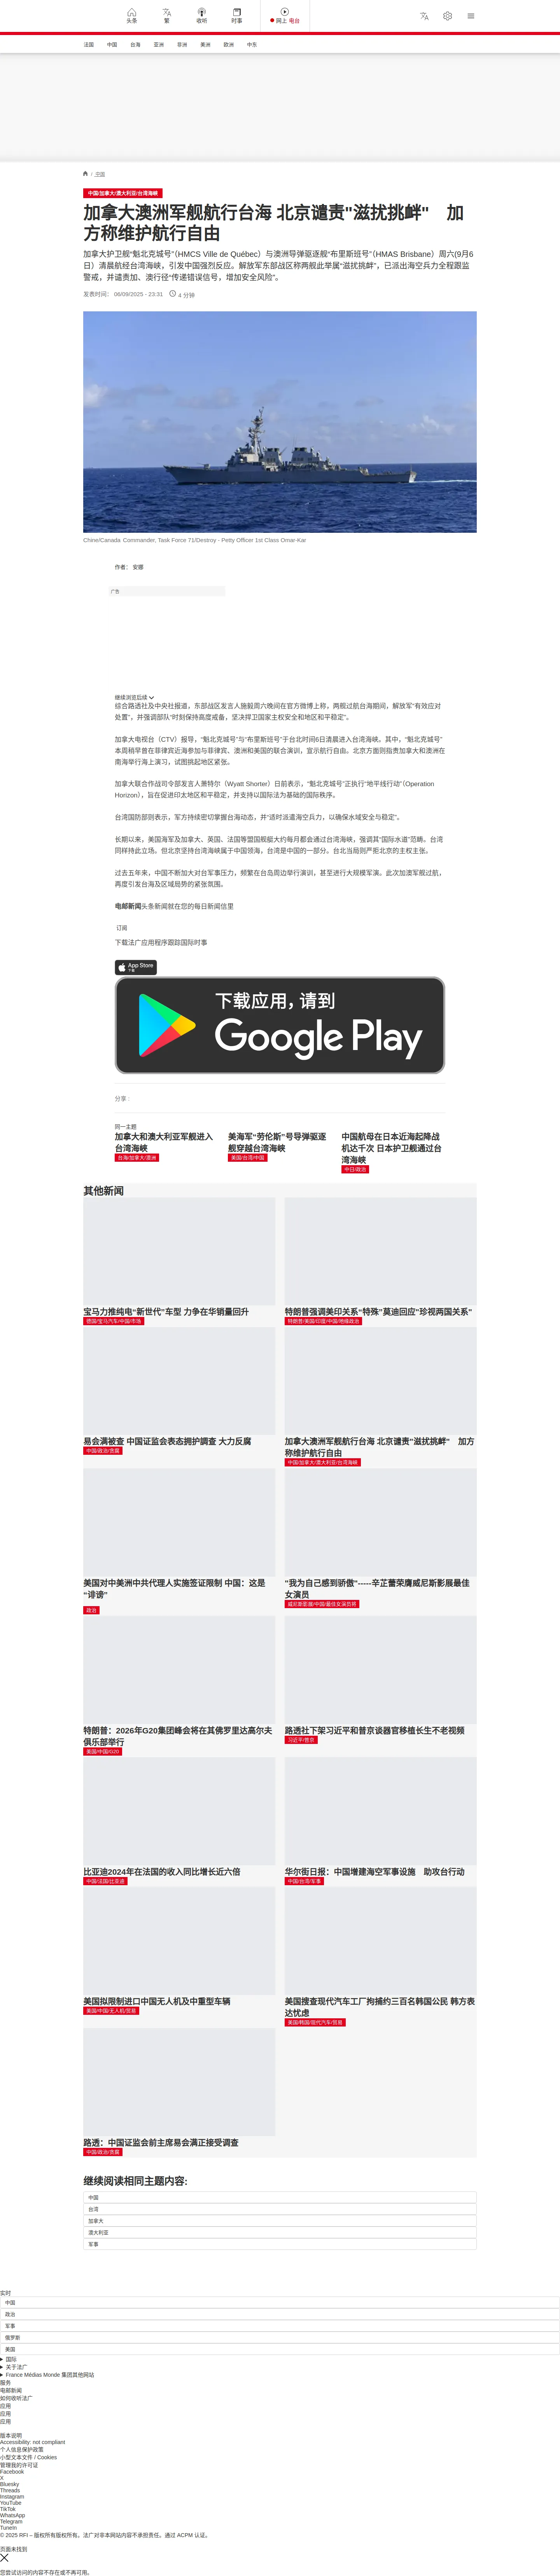 头条
繁
收听
时事
网上 电台
法国
中国
台海
亚洲
非洲
美洲
欧洲
中东
/ 中国
中国/加拿大/澳大利亚/台湾海峡
加拿大澳洲军舰航行台海 北京谴责"滋扰挑衅"　加
方称维护航行自由
加拿大护卫舰“魁北克城号”（HMCS Ville de Québec）与澳洲导弹驱逐舰“布里斯班号”（HMAS Brisbane）周六(9月6
日）清晨航经台湾海峡，引发中国强烈反应。解放军东部战区称两舰此举属“滋扰挑衅”，已派出海空兵力全程跟监
警戒，并谴责加、澳行径“传递错误信号，增加安全风险”。
发表时间： 06/09/2025 - 23:31
4 分钟
Chine/Canada Commander, Task Force 71/Destroy - Petty Officer 1st Class Omar-Kar
作者： 安娜
广告
继续浏览后续
综合路透社及中央社报道，东部战区发言人施毅周六晚间在官方微博上称，两舰过航台海期间，解放军“有效应对
处置”，并强调部队“时刻保持高度戒备，坚决捍卫国家主权安全和地区和平稳定”。
加拿大电视台（CTV）报导，“魁北克城号”与“布里斯班号”于台北时间6日清晨进入台湾海峡。其中，“魁北克城号”
本周稍早曾在菲律宾近海参加与菲律宾、澳洲和美国的联合演训，宣示航行自由。北京方面则指责加拿大和澳洲在
南海举行海上演习，试图挑起地区紧张。
加拿大联合作战司令部发言人萧特尔（Wyatt Shorter）日前表示，“魁北克城号”正执行“地平线行动”（Operation
Horizon），旨在促进印太地区和平稳定，并支持以国际法为基础的国际秩序。
台湾国防部则表示，军方持续密切掌握台海动态，并“适时派遣海空兵力，以确保水域安全与稳定”。
长期以来，美国海军及加拿大、英国、法国等盟国舰艇大约每月都会通过台湾海峡，强调其“国际水道”范畴。台湾
同样持此立场。但北京坚持台湾海峡属于中国领海，台湾是中国的一部分。台北当局则严拒北京的主权主张。
过去五年来，中国不断加大对台军事压力，频繁在台岛周边举行演训，甚至进行大规模军演。此次加澳军舰过航，
再度引发台海及区域局势的紧张氛围。
电邮新闻头条新闻就在您的每日新闻信里
订阅
下载法广应用程序跟踪国际时事
App Store
下载
下载应用，请到
Google Play
分享 :
同一主题
加拿大和澳大利亚军舰进入
台湾海峡
台海/加拿大/澳洲
美海军“劳伦斯”号导弹驱逐
舰穿越台湾海峡
美国/台湾/中国
中国航母在日本近海起降战
机达千次 日本护卫舰通过台
湾海峡
中日/政治
其他新闻
宝马力推纯电“新世代”车型 力争在华销量回升
德国/宝马汽车/中国/市场
特朗普强调美印关系"特殊"莫迪回应"珍视两国关系"
特朗普/美国/印度/中国/地缘政治
易会满被查 中国证监会表态拥护調查 大力反腐
中国/政治/贪腐
加拿大澳洲军舰航行台海 北京谴责"滋扰挑衅"　加方
称维护航行自由
中国/加拿大/澳大利亚/台湾海峡
美国对中美洲中共代理人实施签证限制 中国：这是
“诽谤”
政治
"我为自己感到骄傲"-----辛芷蕾荣膺威尼斯影展最佳
女演员
威尼斯影展/中国/最佳女演员将
特朗普：2026年G20集团峰会将在其佛罗里达高尔夫
俱乐部举行
美国/中国/G20
路透社下架习近平和普京谈器官移植长生不老视频
习近平/普京
比亚迪2024年在法国的收入同比增长近六倍
中国/法国/比亚迪
华尔街日报：中国增建海空军事设施　助攻台行动
中国/台湾/军事
美国拟限制进口中国无人机及中重型车辆
美国/中国/无人机/贸易
美国搜查现代汽车工厂拘捕约三百名韩国公民 韩方表
达忧虑
美国/韩国/现代汽车/贸易
路透：中国证监会前主席易会满正接受调查
中国/政治/贪腐
继续阅读相同主题内容:
中国
台湾
加拿大
澳大利亚
军事
实时
中国
政治
军事
俄罗斯
美国
国际
关于法广
France Médias Monde 集团其他网站
服务
电邮新闻
如何收听法广
应用
应用
应用
版本说明
Accessibility: not compliant
个人信息保护政策
小型文本文件 / Cookies
管理我的许可证
Facebook
X
Bluesky
Threads
Instagram
YouTube
TikTok
WhatsApp
Telegram
TuneIn
© 2025 RFI – 版权所有版权所有。法广对非本网站内容不承担责任。通过 ACPM 认证。
页面未找到
您尝试访问的内容不存在或不再可用。